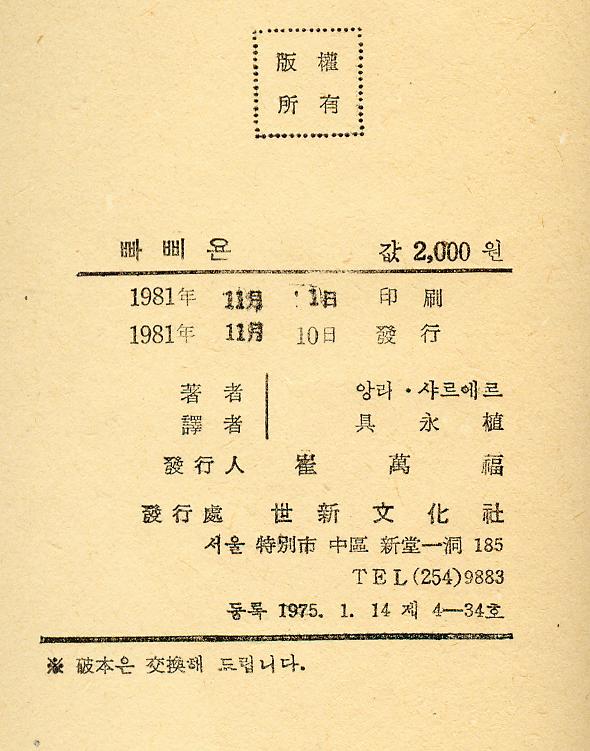 版權
所有
빠삐욘 값 2,000 원
1981年 11月 1日 印刷
1981年 11月 10日 發行
著者 앙리・샤르에르
譯者 具永植
發行人 崔萬福
發行處 世新文化社
서울 特別市 中區 新堂一洞 185
TEL (254)9883
등록 1975. 1. 14 제 4—34호
※ 破本은 交換해 드립니다.